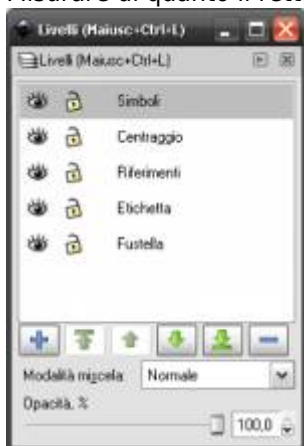 Livelli (Maiusc+Ctrl+L)
Livelli (Maiusc+Ctrl+L)
Simboli
Centraggio
Riferimenti
Etichetta
Fustella
Modalità miscela: Normale
Opacità, %
100,0